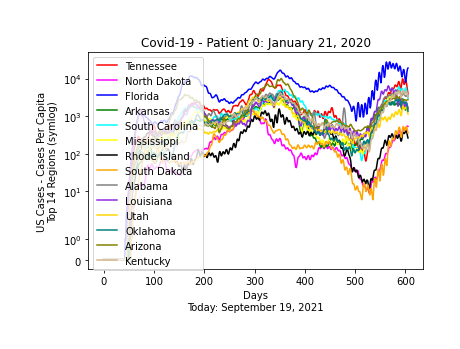 Covid-19 - Patient 0: January 21, 2020
US Cases - Cases Per Capita
Top 14 Regions (symlog)
10⁴
10³
10²
10¹
10⁰
0
Tennessee
North Dakota
Florida
Arkansas
South Carolina
Mississippi
Rhode Island
South Dakota
Alabama
Louisiana
Utah
Oklahoma
Arizona
Kentucky
0 100 200 300 400 500 600
Days
Today: September 19, 2021